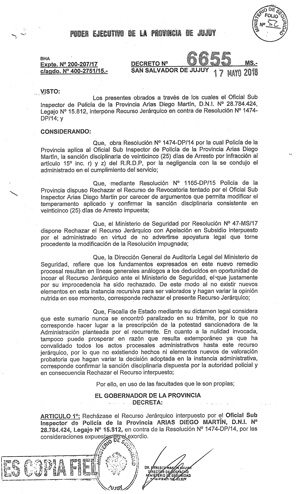 PODER EJECUTIVO DE LA PROVINCIA DE JUJUY
MINISTERIO DE SEGURIDAD
FOLIO
BHA
Expte. Nº 200-207/17
c/agdo. Nº 400-2751/15.-
DECRETO Nº 6655 MS.-
SAN SALVADOR DE JUJUY 17 MAYO 2018
VISTO:
Los presentes obrados a través de los cuales el Oficial Sub
Inspector de Policía de la Provincia Arias Diego Martín, D.N.I. Nº 28.784.424,
Legajo Nº 15.812, interpone Recurso Jerárquico en contra de Resolución Nº 1474-
DP/14; y
CONSIDERANDO:
Que, obra Resolución Nº 1474-DP/14 por la cual Policía de la
Provincia aplica al Oficial Sub Inspector de Policía de la Provincia Arias Diego
Martín, la sanción disciplinaria de veinticinco (25) días de Arresto por infracción al
artículo 15º inc. r) y z) del R.R.D.P, por la negligencia con la se condujo el
administrado en el cumplimiento del servicio;
Que, mediante Resolución Nº 1165-DP/15 Policía de la
Provincia dispuso Rechazar el Recurso de Revocatoria tentado por el Oficial Sub
Inspector Arias Diego Martín por carecer de argumentos que permita modificar el
temperamento aplicado y confirmar la sanción disciplinaria consistente en
veinticinco (25) días de Arresto impuesta;
Que, el Ministerio de Seguridad por Resolución Nº 47-MS/17
dispone Rechazar el Recurso Jerárquico con Apelación en Subsidio interpuesto
por el administrado en virtud de no advertirse apoyatura legal que torne
procedente la modificación de la Resolución impugnada;
Que, la Dirección General de Auditoría Legal del Ministerio de
Seguridad, refiere que los fundamentos expresados en este nuevo remedio
procesal resultan en líneas generales análogos a los deducidos en oportunidad de
incoar el Recurso Jerárquico ante el Ministerio de Seguridad, el que justamente
por su improcedencia ha sido rechazado. De este modo al no existir nuevos
elementos en esta instancia recursiva para ser valorados y hagan variar la opinión
nutrida en ese momento, corresponde rechazar el presente Recurso Jerárquico;
Que, Fiscalía de Estado mediante su dictamen legal considera
que este sumario nunca se encontró paralizado en su trámite, por lo que no
corresponde hacer lugar a la prescripción de la potestad sancionadora de la
Administración planteada por el recurrente. En cuanto a la nulidad invocada,
tampoco puede prosperar en razón que resulta extemporáneo ya que ha
convalidado todos los actos procesales administrativos hasta este recurso
jerárquico, por lo que no existiendo hechos ni elementos nuevos de valoración
probatoria que hagan variar la decisión adoptada en la instancia administrativa,
corresponde confirmar la sanción disciplinaria dispuesta por la autoridad policial y
en consecuencia Rechazar el Recurso interpuesto;
Por ello, en uso de las facultades que le son propias;
EL GOBERNADOR DE LA PROVINCIA
DECRETA:
ARTICULO 1º: Recházase el Recurso Jerárquico interpuesto por el Oficial Sub
Inspector de Policía de la Provincia ARIAS DIEGO MARTÍN, D.N.I. Nº
28.784.424, Legajo Nº 15.812, en contra de la Resolución Nº 1474-DP/14, por las
consideraciones expuestas en el exordio.
ES COPIA FIEL